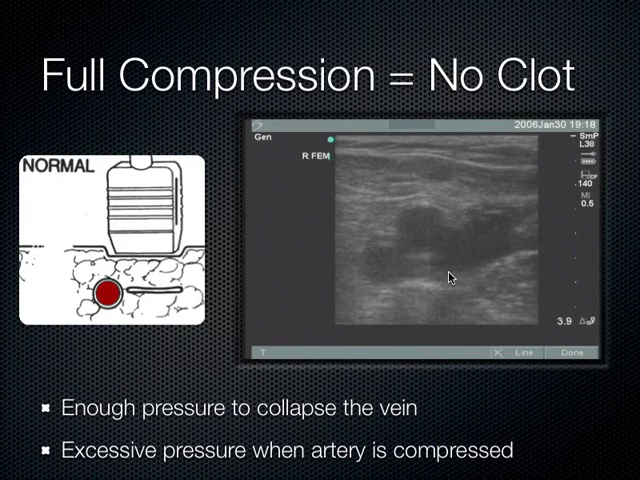 Full Compression = No Clot
NORMAL
2006Jan30 19:18
Gen
R FEM
SmP
L38
140
MI
0.5
3.9
T
X Line Done
Enough pressure to collapse the vein
Excessive pressure when artery is compressed